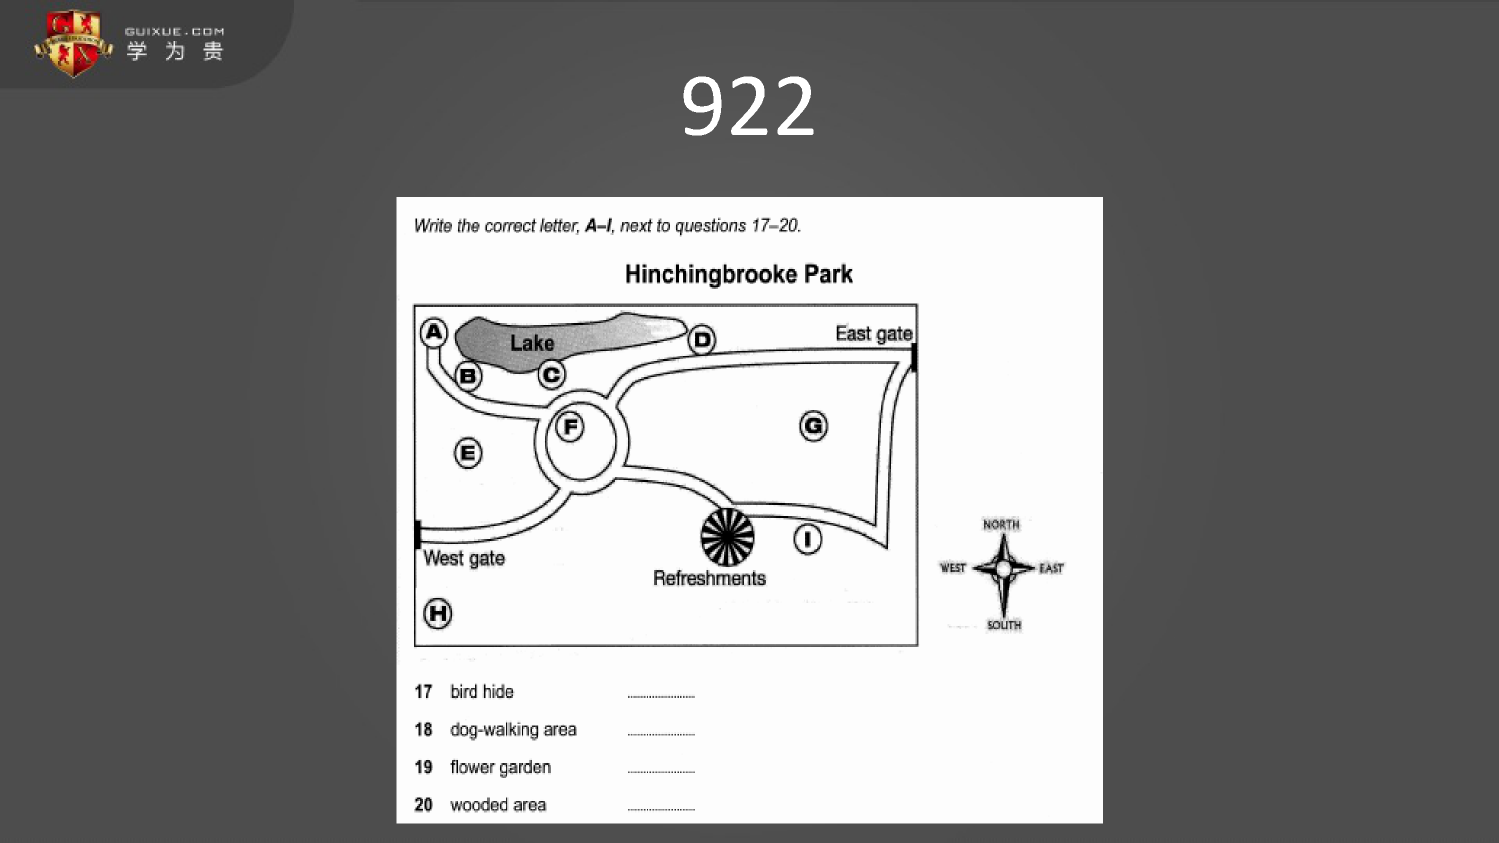 GUIXUE.COM
学为贵
922
Write the correct letter, A–I, next to questions 17–20.
Hinchingbrooke Park
A
Lake
D
East gate
B
C
F
G
E
NORTH
WEST
EAST
SOUTH
I
West gate
Refreshments
H
17 bird hide ....................
18 dog-walking area ....................
19 flower garden ....................
20 wooded area ....................